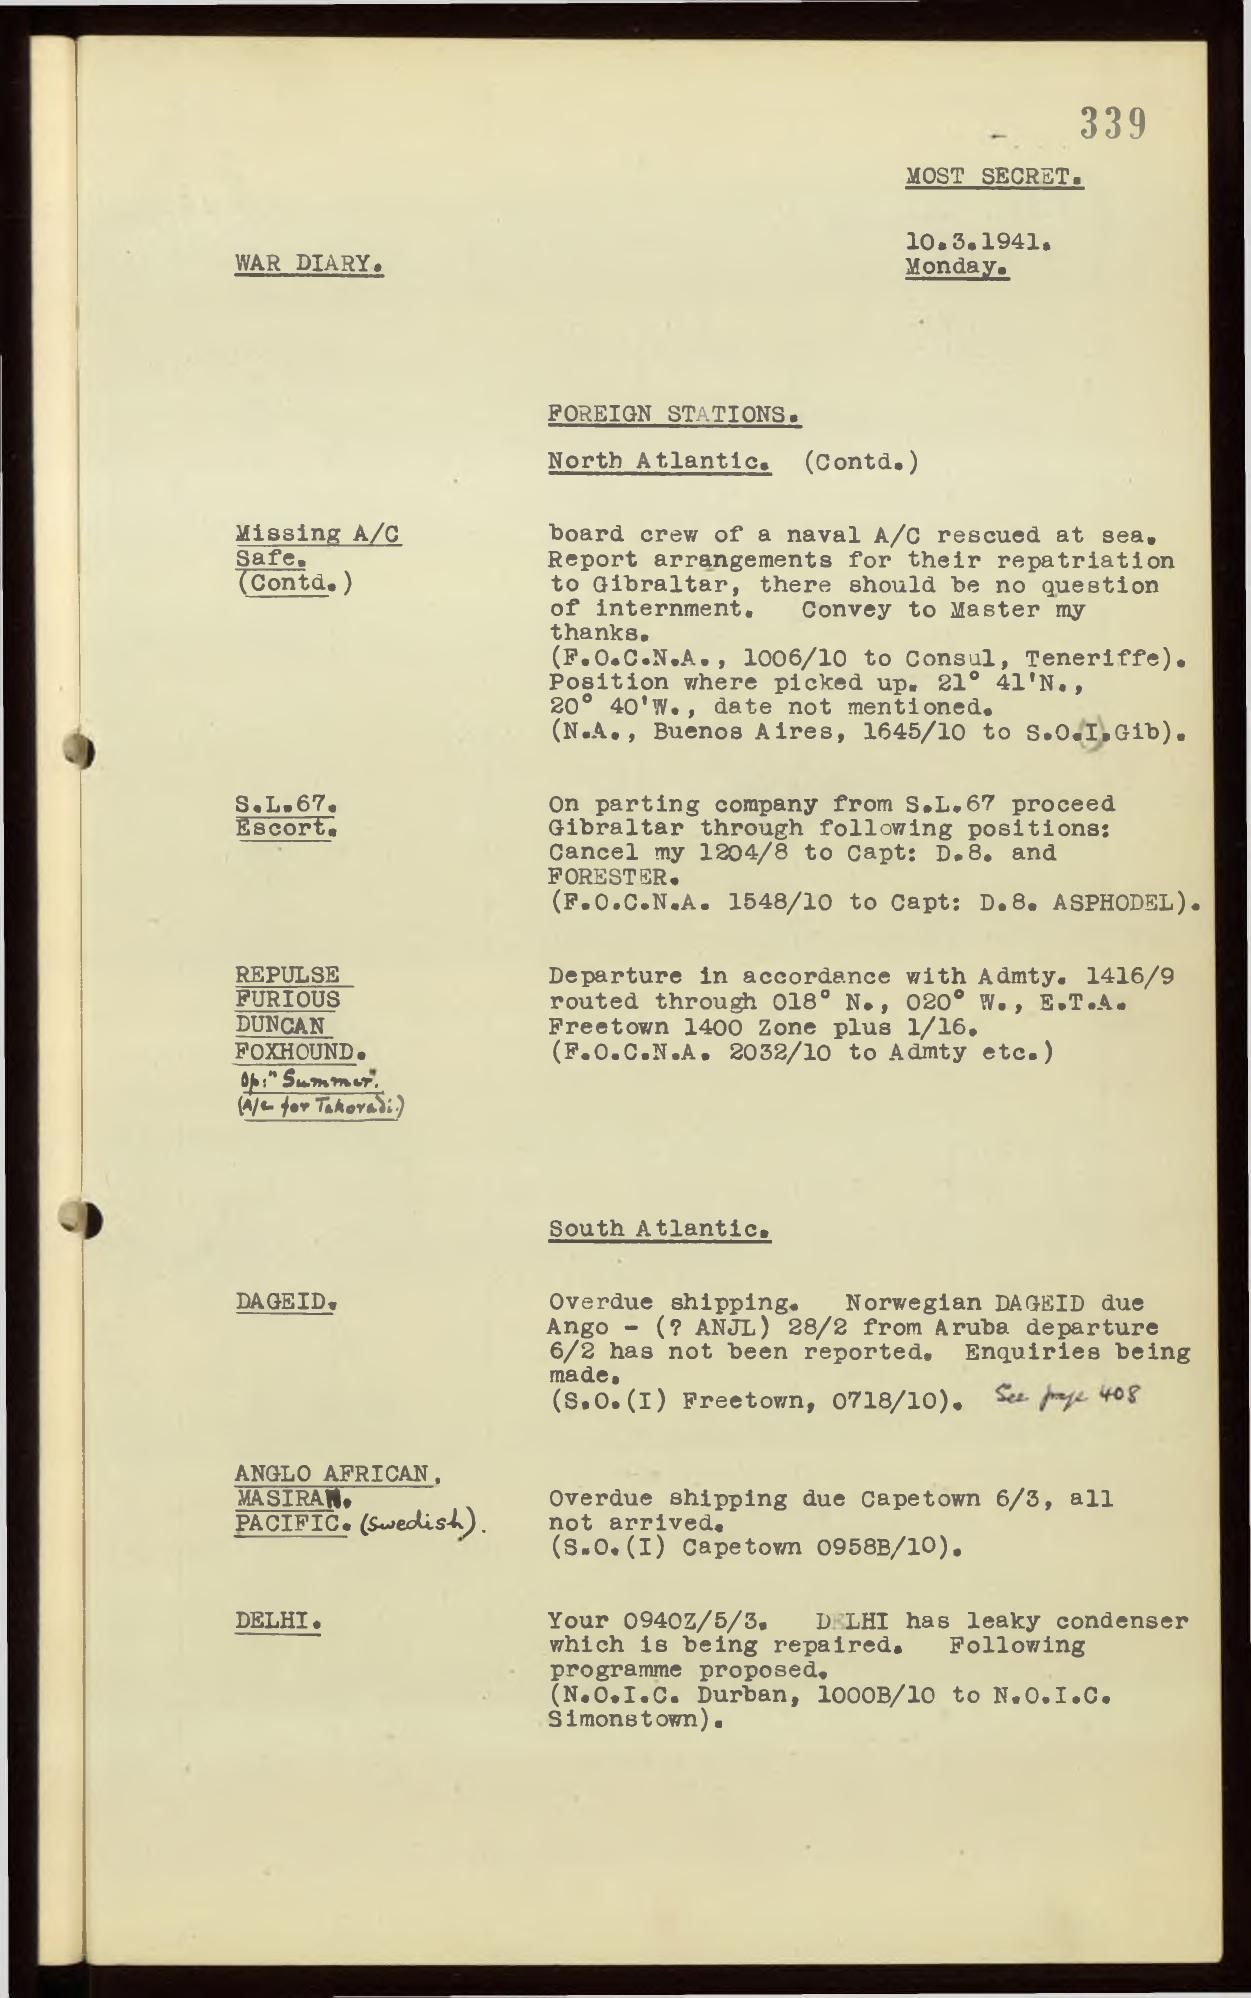 339
MOST SECRET.
10.3.1941.
Monday.
WAR DIARY.
FOREIGN STATIONS.
North Atlantic. (Contd.)
Missing A/C
Safe.
(Contd.)
board crew of a naval A/C rescued at sea.
Report arrangements for their repatriation
to Gibraltar, there should be no question
of internment. Convey to Master my
thanks.
(F.O.C.N.A., 1006/10 to Consul, Teneriffe).
Position where picked up. 21° 41'N.,
20° 40'W., date not mentioned.
(N.A., Buenos Aires, 1645/10 to S.O.(I).Gib).
S.L.67.
Escort.
On parting company from S.L.67 proceed
Gibraltar through following positions:
Cancel my 1204/8 to Capt: D.8. and
FORESTER.
(F.O.C.N.A. 1548/10 to Capt: D.8. ASPHODEL).
REPULSE
FURIOUS
DUNCAN
FOXHOUND.
Op: "Summer".
(A/c for Takoradi.)
Departure in accordance with Admty. 1416/9
routed through 018° N., 020° W., E.T.A.
Freetown 1400 Zone plus 1/16.
(F.O.C.N.A. 2032/10 to Admty etc.)
South Atlantic.
DAGEID.
Overdue shipping. Norwegian DAGEID due
Ango - (? ANJL) 28/2 from Aruba departure
6/2 has not been reported. Enquiries being
made.
(S.O.(I) Freetown, 0718/10). See page 408
ANGLO AFRICAN,
MASIRAH.
PACIFIC. (Swedish).
Overdue shipping due Capetown 6/3, all
not arrived.
(S.O.(I) Capetown 0958B/10).
DELHI.
Your 0940Z/5/3. DELHI has leaky condenser
which is being repaired. Following
programme proposed.
(N.O.I.C. Durban, 1000B/10 to N.O.I.C.
Simonstown).